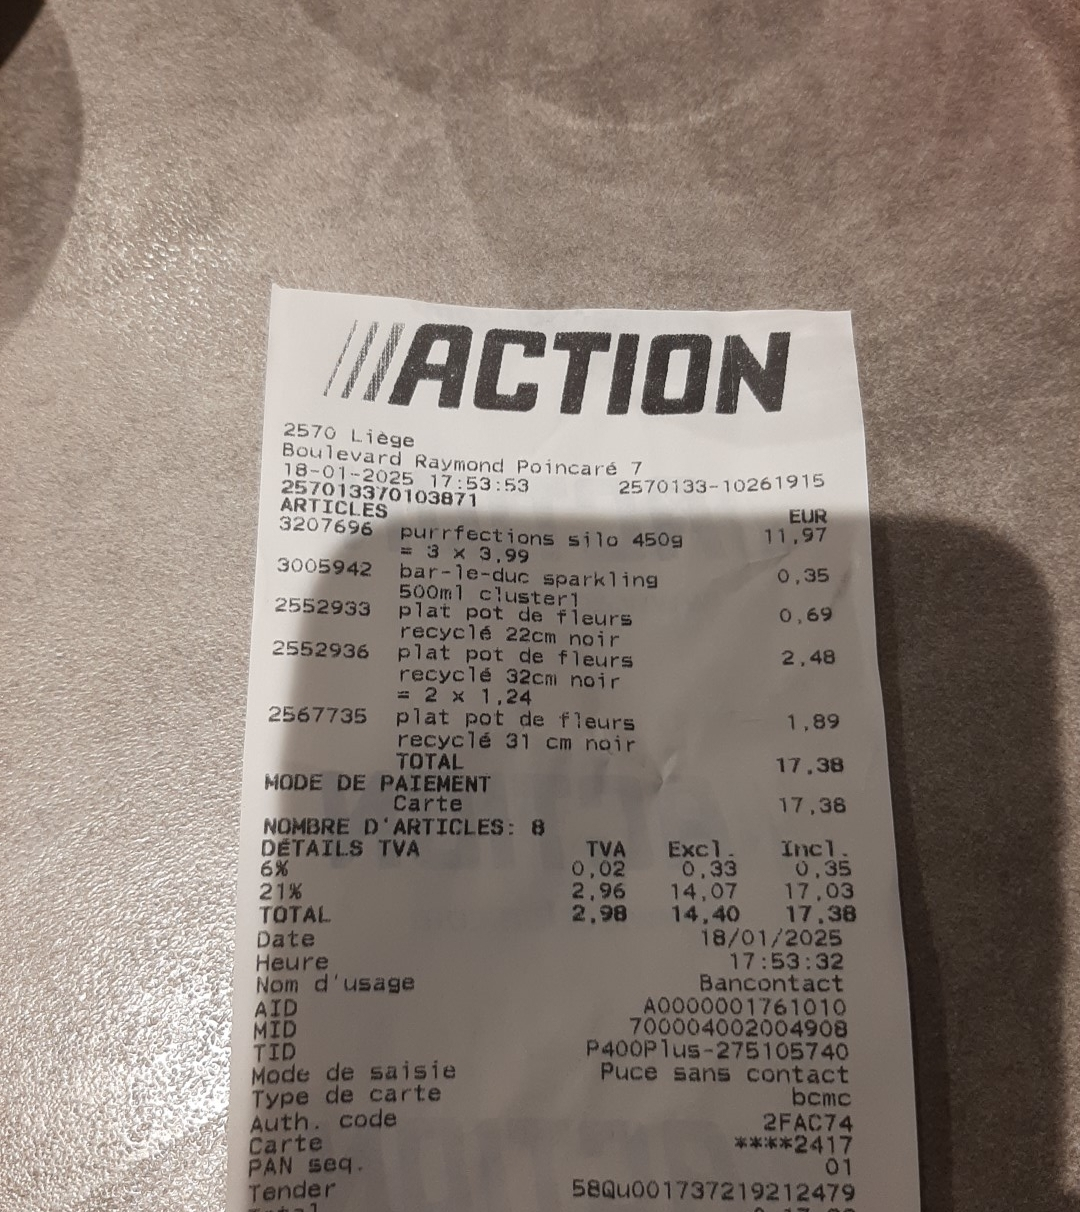 ///ACTION
2570 Liège
Boulevard Raymond Poincaré 7
18-01-2025 17:53:53 2570133-10261915
257013370103871
ARTICLES EUR
3207696 purrfections silo 450g 11,97
= 3 x 3,99
3005942 bar-le-duc sparkling 0,35
500ml cluster1
2552933 plat pot de fleurs 0,69
recyclé 22cm noir
2552936 plat pot de fleurs 2,48
recyclé 32cm noir
= 2 x 1,24
2567735 plat pot de fleurs 1,89
recyclé 31 cm noir
TOTAL 17,38
MODE DE PAIEMENT
Carte 17,38
NOMBRE D'ARTICLES: 8
DÉTAILS TVA TVA Excl. Incl.
6% 0,02 0,33 0,35
21% 2,96 14,07 17,03
TOTAL 2,98 14,40 17,38
Date 18/01/2025
Heure 17:53:32
Nom d'usage Bancontact
AID A0000001761010
MID 700004002004908
TID P400Plus-275105740
Mode de saisie Puce sans contact
Type de carte bcmc
Auth. code 2FAC74
Carte ****2417
PAN seq. 01
Tender 58Qu001737219212479